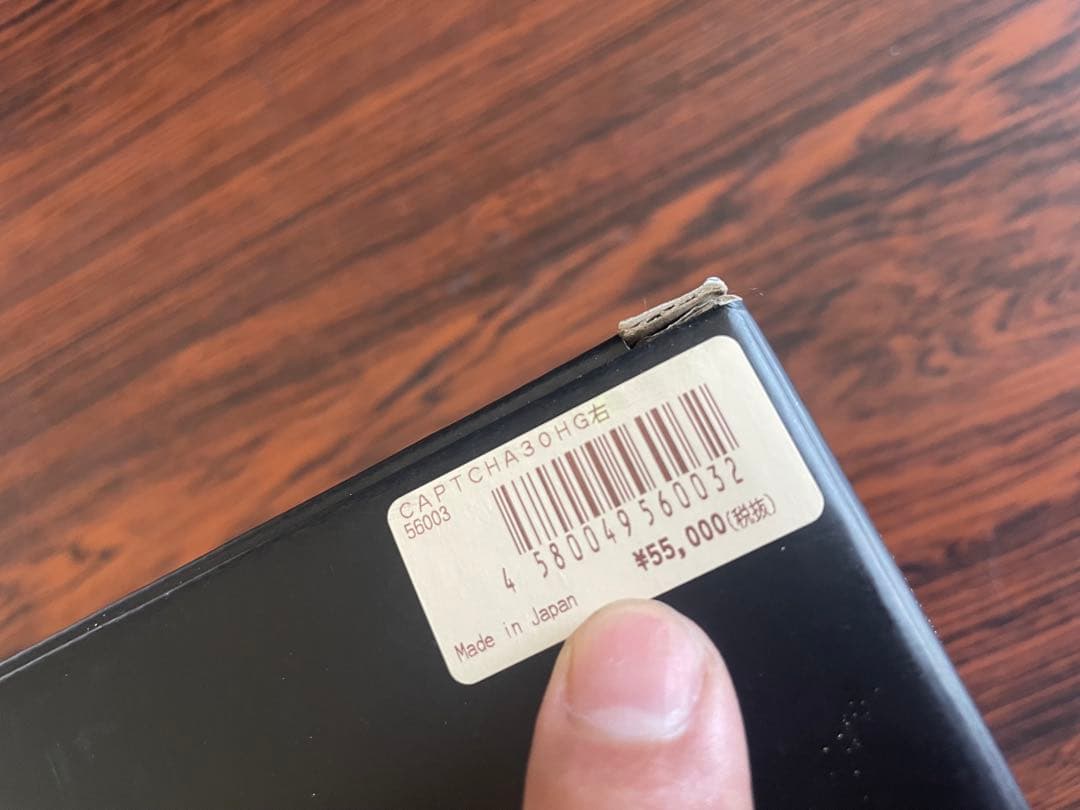 CAPTCHA30HG右
56003
4 580049 560032
¥55,000(税抜)
Made in Japan